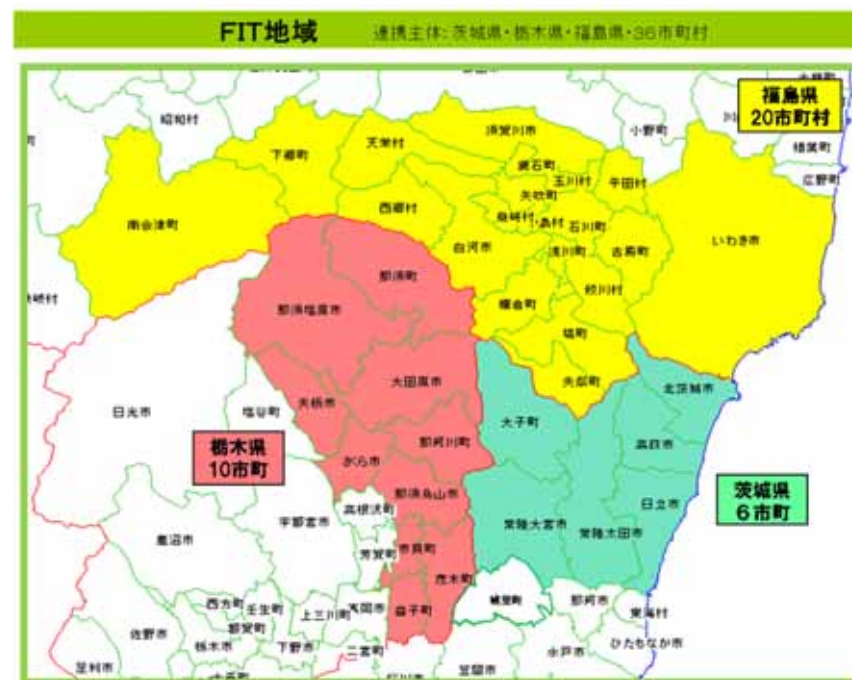 FIT地域
連携主体:茨城県・栃木県・福島県・36市町村
福島県
20市町村
昭和村
下郷町
天栄村
須賀川市
小野町
楢葉町
広野町
鏡石町
玉川村
平田村
矢吹町
南会津町
西郷村
中島村
石川町
いわき市
白河市
浅川町
古殿町
那須町
鮫川村
棚倉町
那須塩原市
塙町
矢祭町
大田原市
北茨城市
日光市
塩谷町
矢板市
大子町
栃木県
10市町
那珂川町
高萩市
さくら市
那須烏山市
日立市
茨城県
6市町
高根沢町
宇都宮市
常陸大宮市
常陸太田市
鹿沼市
芳賀町
市貝町
茂木町
城里町
那珂市
東海村
西方町
壬生町
上三川町
真岡市
益子町
佐野市
都賀町
栃木市
下野市
二宮町
ひたちなか市
水戸市
足利市
笠間市